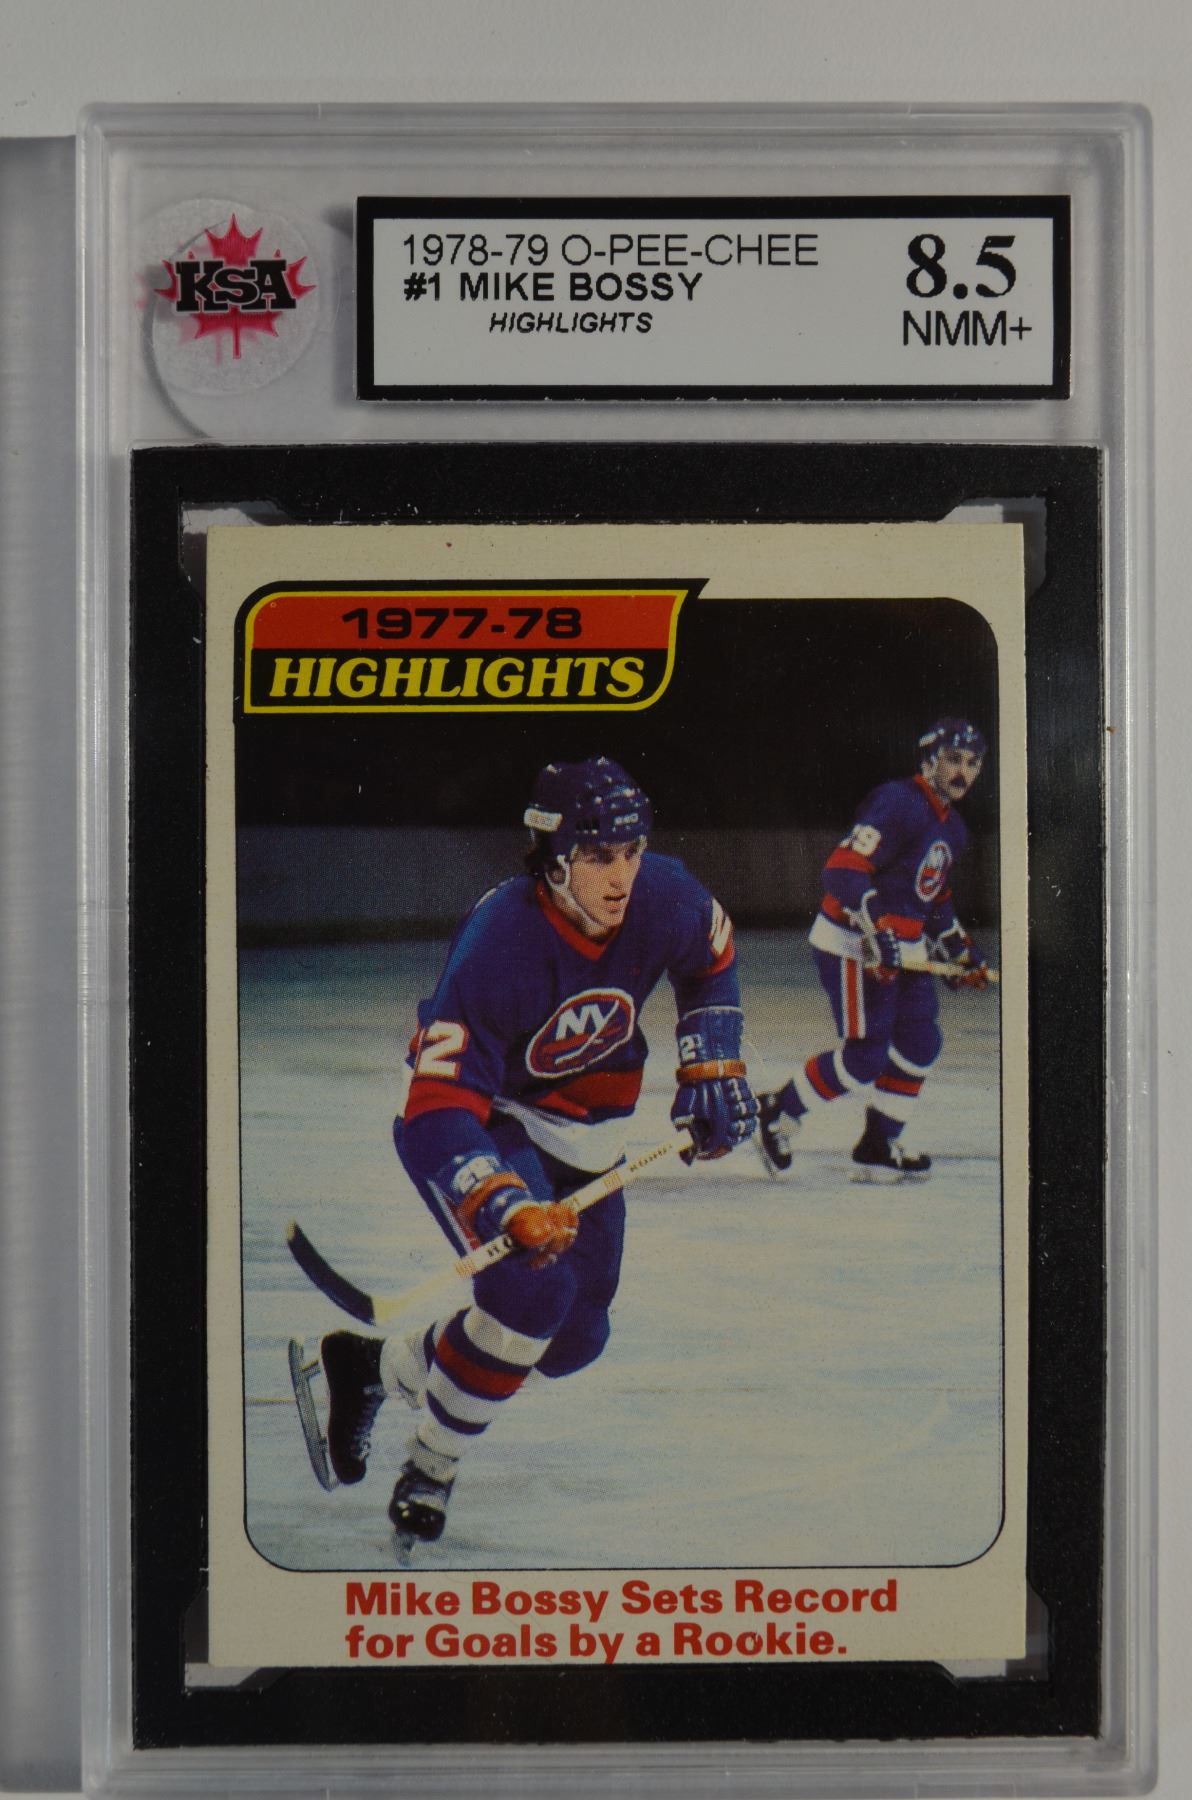 KSA
1978-79 O-PEE-CHEE
#1 MIKE BOSSY
HIGHLIGHTS
8.5
NMM+
1977-78
HIGHLIGHTS
NY
22
Mike Bossy Sets Record
for Goals by a Rookie.